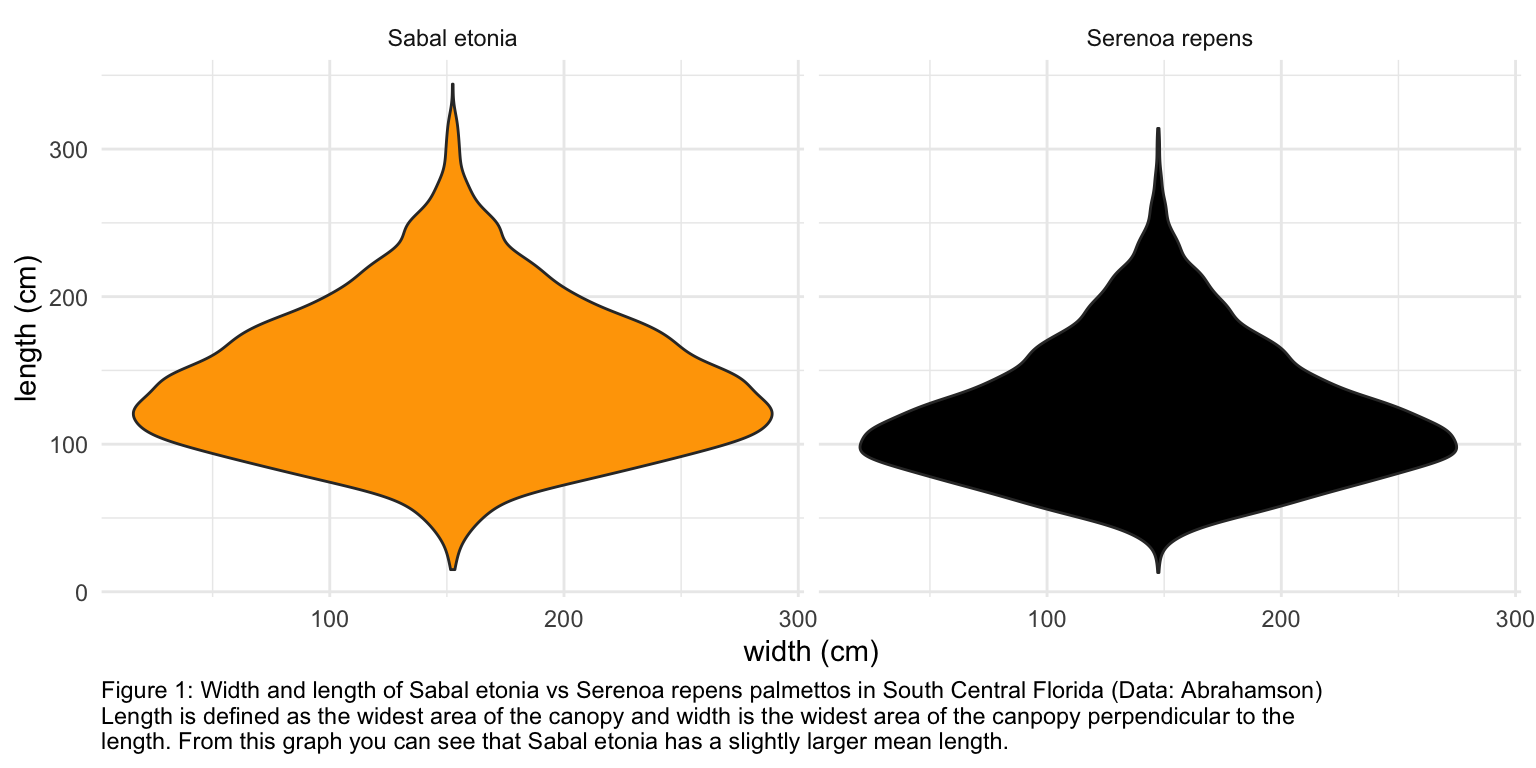 Sabal etonia
Serenoa repens
length (cm)
300
200
100
0
100
200
300
100
200
300
width (cm)
Figure 1: Width and length of Sabal etonia vs Serenoa repens palmettos in South Central Florida (Data: Abrahamson)
Length is defined as the widest area of the canopy and width is the widest area of the canpopy perpendicular to the
length. From this graph you can see that Sabal etonia has a slightly larger mean length.